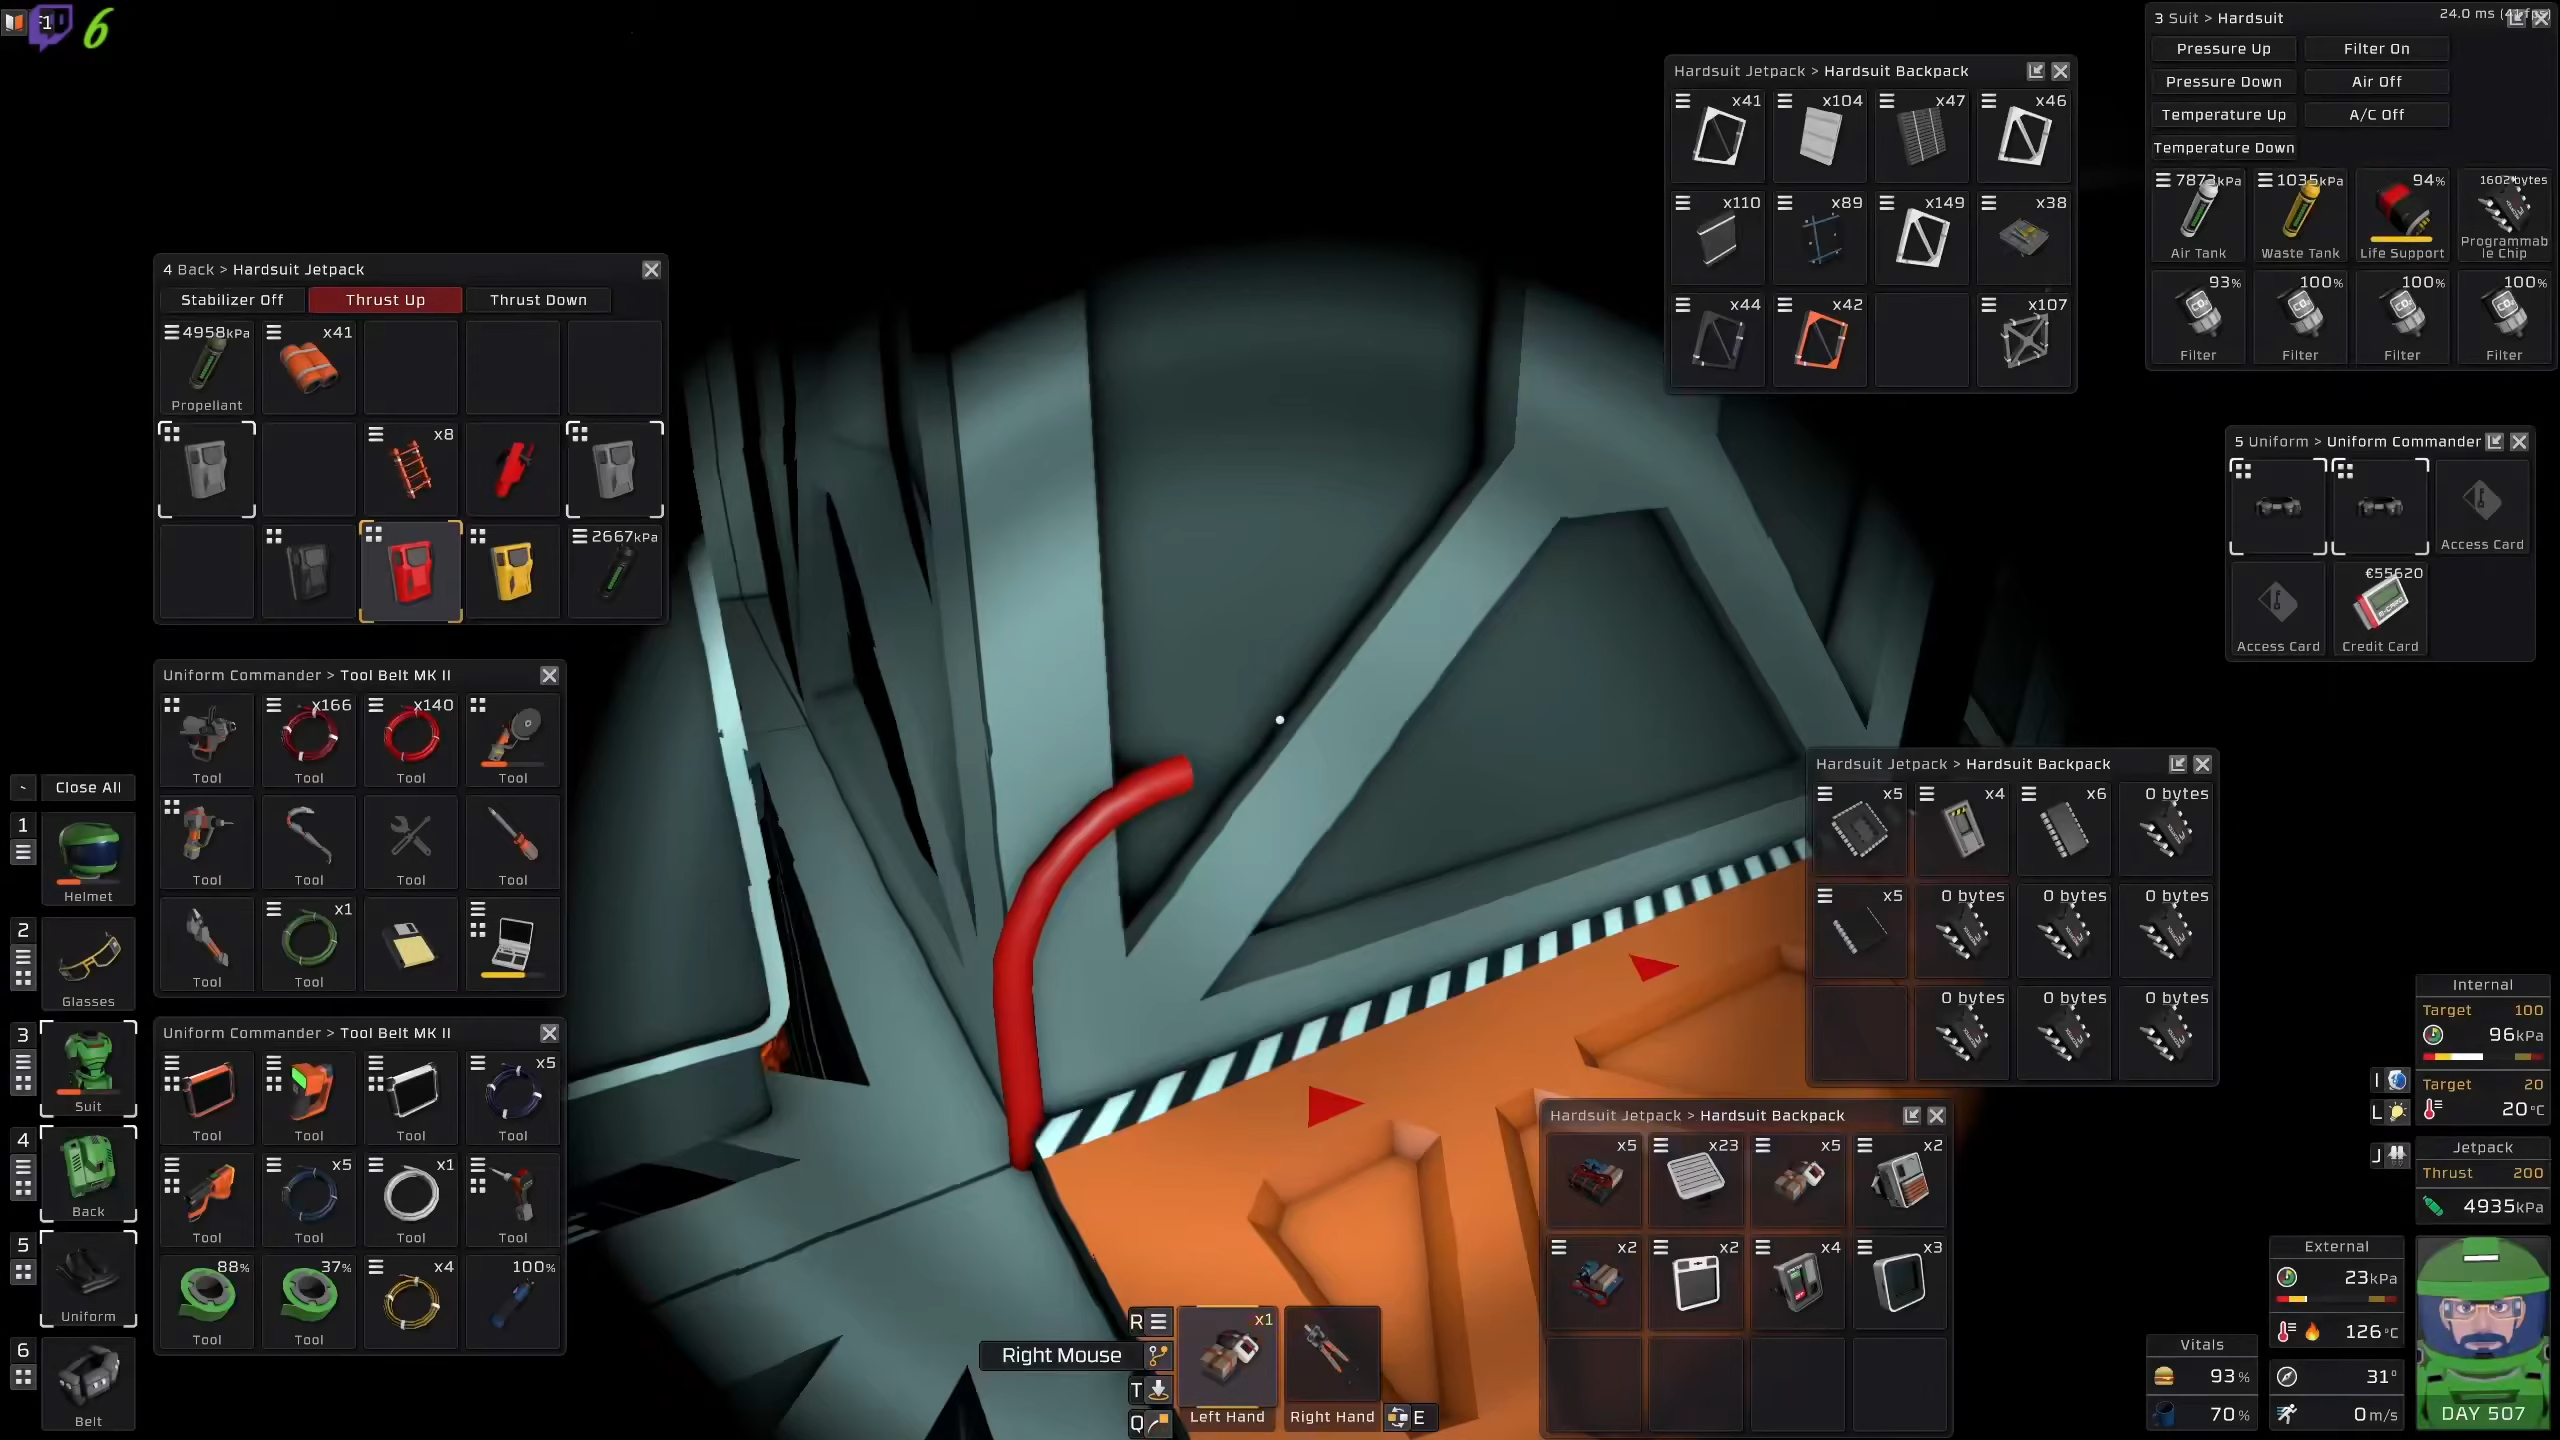 F1
6
24.0 ms (41 fps)
3 Suit > Hardsuit
Pressure Up
Filter On
Pressure Down
Air Off
Temperature Up
A/C Off
Temperature Down
7873kPa
Air Tank
1035kPa
Waste Tank
94%
Life Support
1602 bytes
Programmab
le Chip
93%
Filter
100%
Filter
100%
Filter
100%
Filter
Hardsuit Jetpack > Hardsuit Backpack
x41
x104
x47
x46
x110
x89
x149
x38
x44
x42
x107
4 Back > Hardsuit Jetpack
Stabilizer Off
Thrust Up
Thrust Down
4958kPa
Propellant
x41
x8
2667kPa
5 Uniform > Uniform Commander
Access Card
Access Card
€55620
Credit Card
Uniform Commander > Tool Belt MK II
Tool
x166
Tool
x140
Tool
Tool
Tool
Tool
Tool
Tool
Tool
x1
Tool
Tool
~
Close All
1
Helmet
2
Glasses
3
Suit
4
Back
5
Uniform
6
Belt
Uniform Commander > Tool Belt MK II
Tool
Tool
Tool
x5
Tool
Tool
x5
Tool
x1
Tool
Tool
88%
Tool
37%
Tool
x4
100%
Hardsuit Jetpack > Hardsuit Backpack
x5
x4
x6
0 bytes
x5
0 bytes
0 bytes
0 bytes
0 bytes
0 bytes
0 bytes
Hardsuit Jetpack > Hardsuit Backpack
x5
x23
x5
x2
x2
x2
x4
x3
R
Right Mouse
T
Q
x1
Left Hand
Right Hand
E
Internal
Target 100
96kPa
Target 20
20°C
I
L
J
Jetpack
Thrust 200
4935kPa
External
23kPa
126°C
31°
0m/s
Vitals
93%
70%
DAY 507